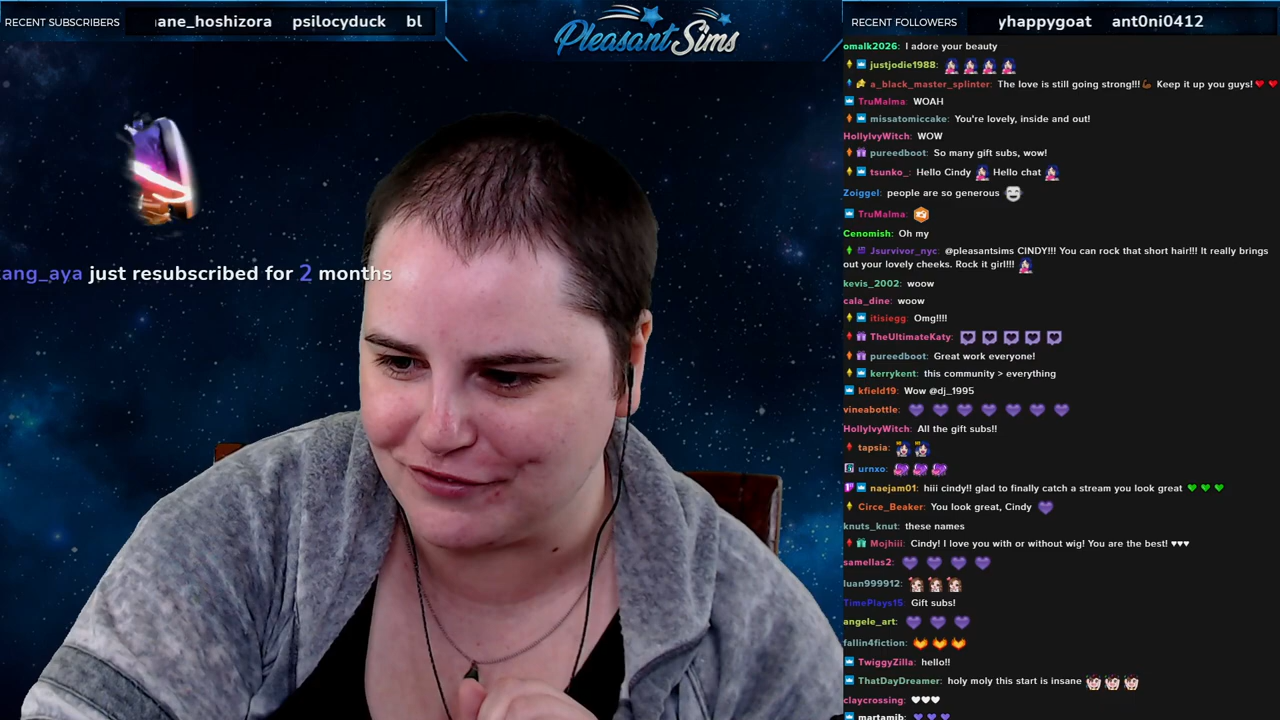 RECENT SUBSCRIBERS ane_hoshizora psilocyduck bl
PleasantSims
RECENT FOLLOWERS yhappygoat ant0ni0412
ang_aya just resubscribed for 2 months
omalk2026: I adore your beauty
justjodie1988:
a_black_master_splinter: The love is still going strong!!! Keep it up you guys!
TruMalma: WOAH
missatomiccake: You're lovely, inside and out!
HollyIvyWitch: WOW
pureedboot: So many gift subs, wow!
tsunko_: Hello Cindy Hello chat
Zoiggel: people are so generous
TruMalma:
Cenomish: Oh my
Jsurvivor_nyc: @pleasantsims CINDY!!! You can rock that short hair!!! It really brings
out your lovely cheeks. Rock it girl!!!
kevis_2002: woow
cala_dine: woow
itisiegg: Omg!!!!
TheUltimateKaty:
pureedboot: Great work everyone!
kerrykent: this community > everything
kfield19: Wow @dj_1995
vineabottle:
HollyIvyWitch: All the gift subs!!
tapsia:
urnxo:
naejam01: hiii cindy!! glad to finally catch a stream you look great
Circe_Beaker: You look great, Cindy
knuts_knut: these names
Mojhiii: Cindy! I love you with or without wig! You are the best! ♥♥♥
samellas2:
luan999912:
TimePlays15: Gift subs!
angele_art:
fallin4fiction:
TwiggyZilla: hello!!
ThatDayDreamer: holy moly this start is insane
claycrossing: ♥♥♥
martamib: